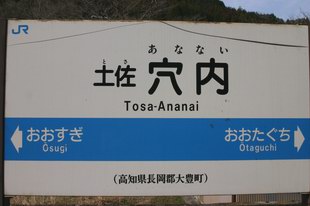 JR
とさ あなない
土佐 穴内
Tosa-Ananai
おおすぎ おおたぐち
Ōsugi Ōtaguchi
(高知県長岡郡大豊町)